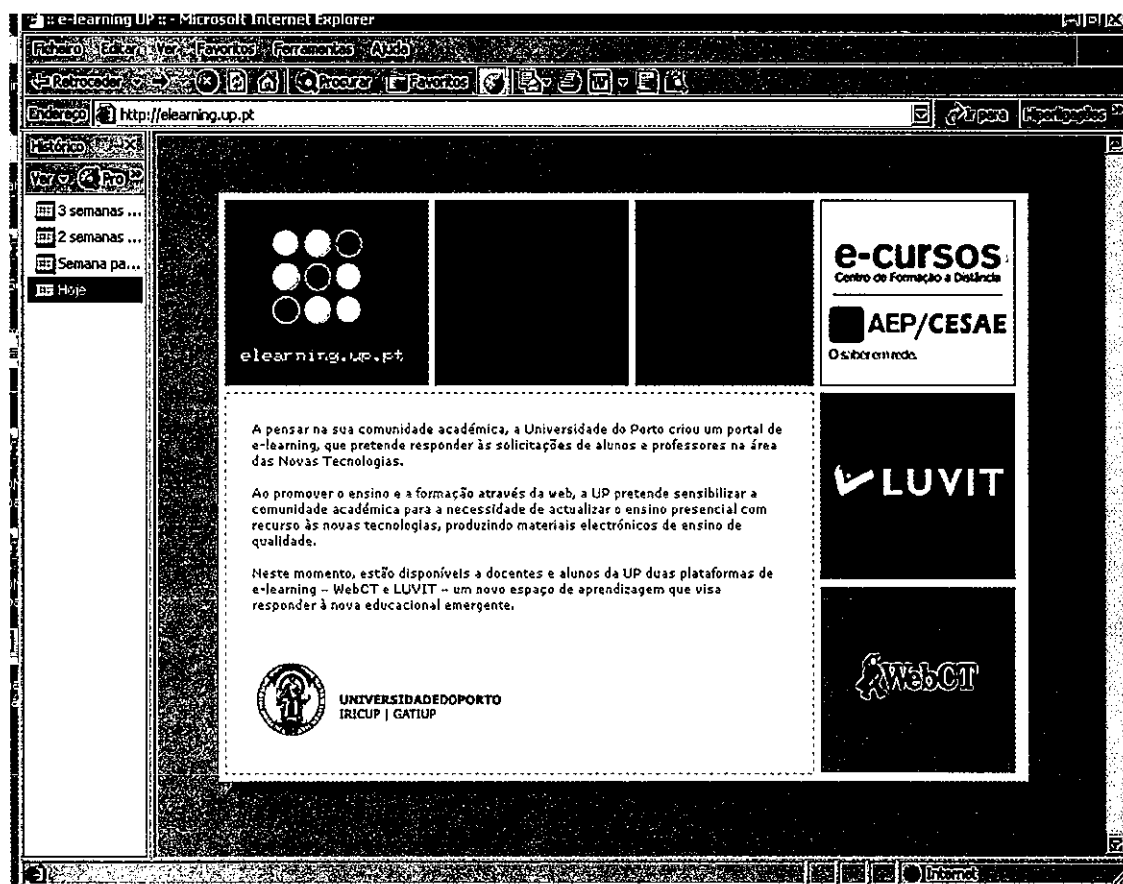 :: e-learning UP :: - Microsoft Internet Explorer
Ficheiro Editar Ver Favoritos Ferramentas Ajuda
Retroceder Procurar Favoritos
Endereço http://elearning.up.pt Ir para Hiperligações
Histórico
Ver Pro
3 semanas ...
2 semanas ...
Semana pa...
Hoje
elearning.up.pt
e-cursos
Centro de Formação a Distância
AEP/CESAE
O saber em rede.
A pensar na sua comunidade académica, a Universidade do Porto criou um portal de
e-learning, que pretende responder às solicitações de alunos e professores na área
das Novas Tecnologias.
Ao promover o ensino e a formação através da web, a UP pretende sensibilizar a
comunidade académica para a necessidade de actualizar o ensino presencial com
recurso às novas tecnologias, produzindo materiais electrónicos de ensino de
qualidade.
Neste momento, estão disponíveis a docentes e alunos da UP duas plataformas de
e-learning – WebCT e LUVIT – um novo espaço de aprendizagem que visa
responder à nova educacional emergente.
LUVIT
WebCT
UNIVERSIDADEDOPORTO
IRICUP | GATIUP
Internet